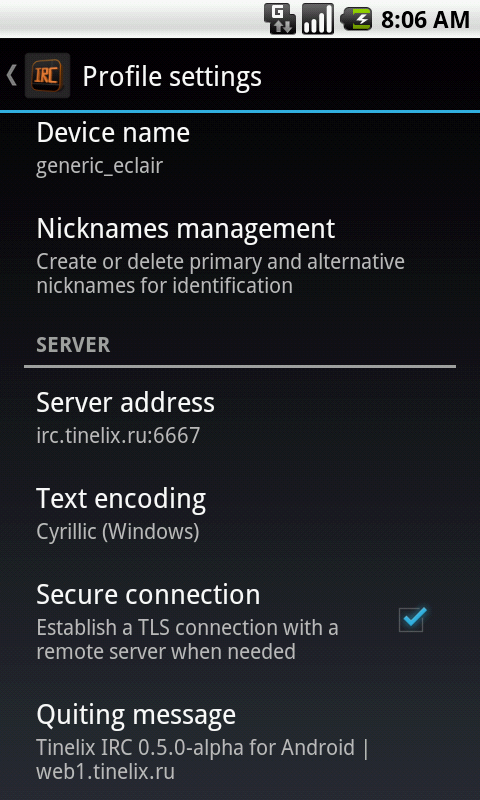 G
8:06 AM
IRC
Profile settings
Device name
generic_eclair
Nicknames management
Create or delete primary and alternative
nicknames for identification
SERVER
Server address
irc.tinelix.ru:6667
Text encoding
Cyrillic (Windows)
Secure connection
Establish a TLS connection with a
remote server when needed
Quiting message
Tinelix IRC 0.5.0-alpha for Android |
web1.tinelix.ru